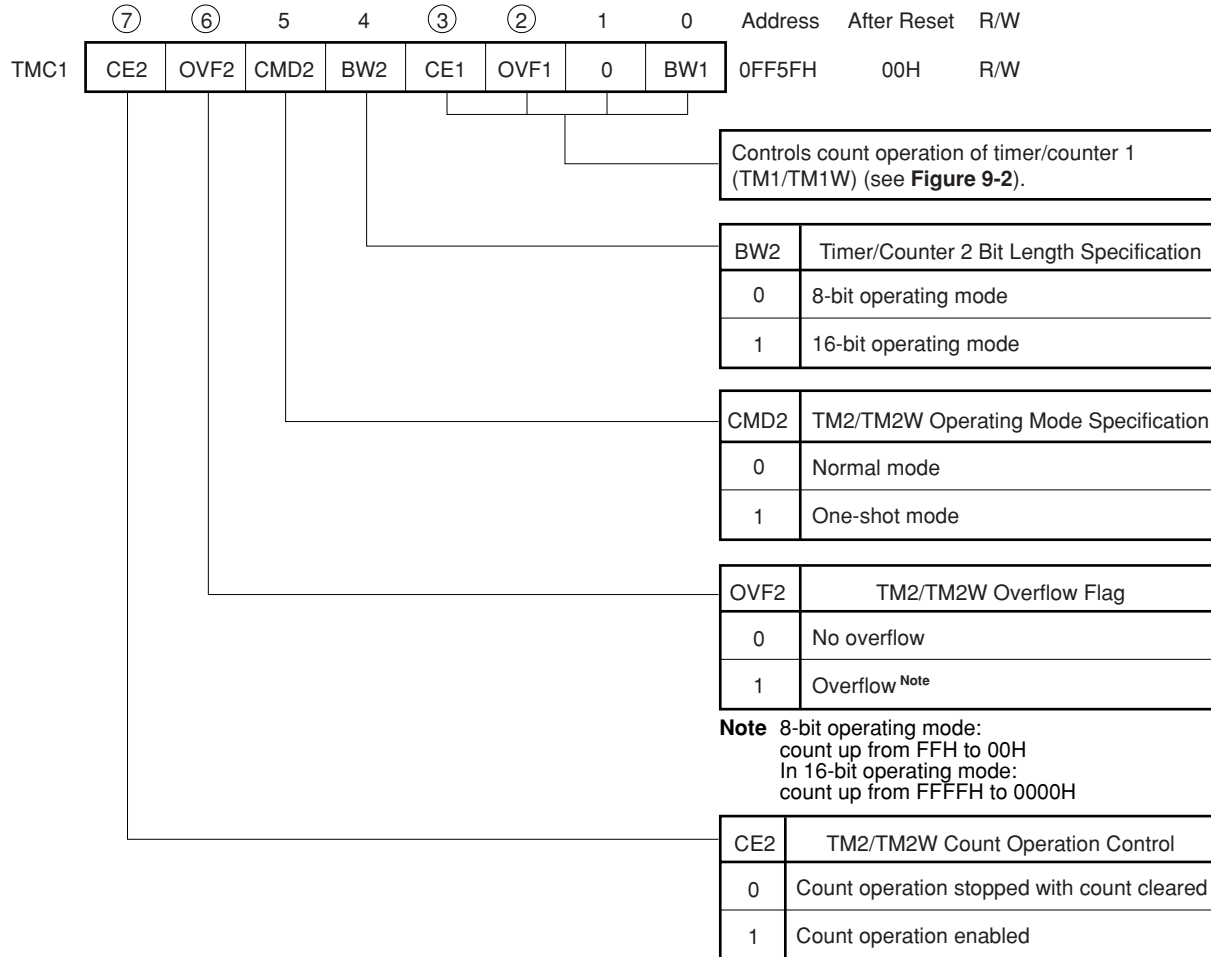 ⑦ ⑥ 5 4 ③ ② 1 0 Address After Reset R/W
TMC1 CE2 OVF2 CMD2 BW2 CE1 OVF1 0 BW1 0FF5FH 00H R/W
Controls count operation of timer/counter 1
(TM1/TM1W) (see Figure 9-2).
BW2 Timer/Counter 2 Bit Length Specification
0 8-bit operating mode
1 16-bit operating mode
CMD2 TM2/TM2W Operating Mode Specification
0 Normal mode
1 One-shot mode
OVF2 TM2/TM2W Overflow Flag
0 No overflow
1 Overflow Note
Note 8-bit operating mode:
count up from FFH to 00H
In 16-bit operating mode:
count up from FFFFH to 0000H
CE2 TM2/TM2W Count Operation Control
0 Count operation stopped with count cleared
1 Count operation enabled